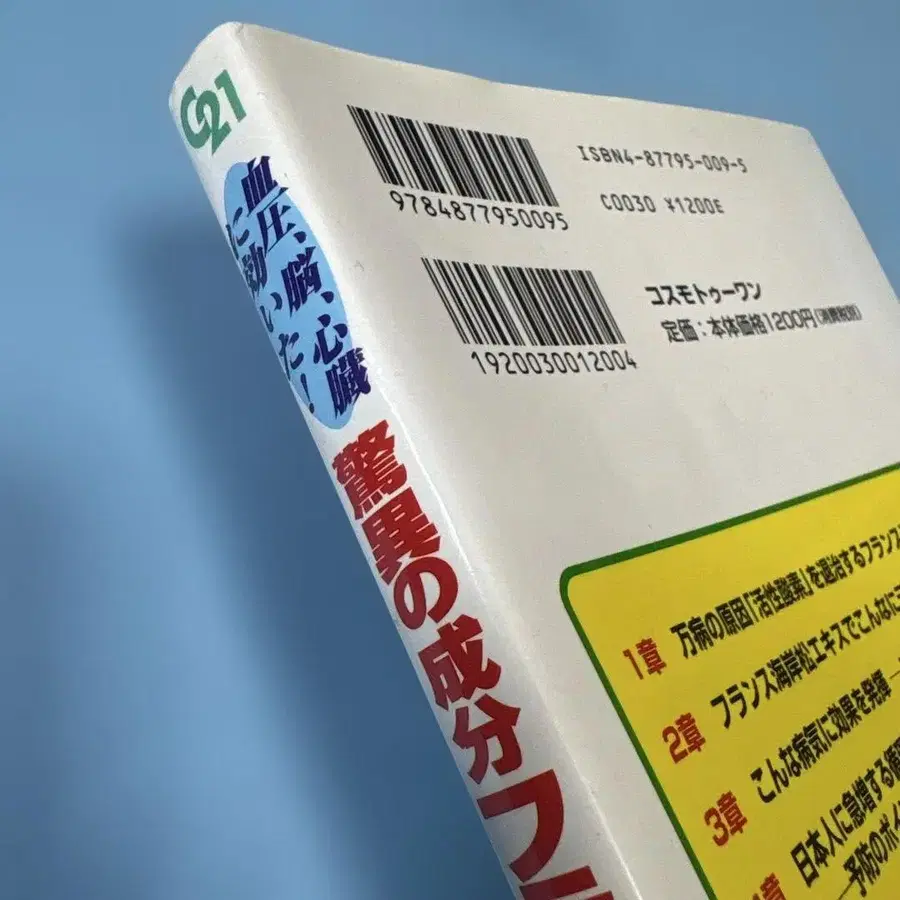 C21
血圧、脳、心臓
に効いた!
驚異の成分フラ
9784877950095
ISBN4-87795-009-5
C0030 ¥1200E
1920030012004
コスモトゥーワン
定価:本体価格1200円(消費税別)
1章 万病の原因「活性酸素」を退治するフランス
2章 フランス海岸松エキスでこんなに
3章 こんな病気に効果を発揮—
章 日本人に急増する
—予防のポイ